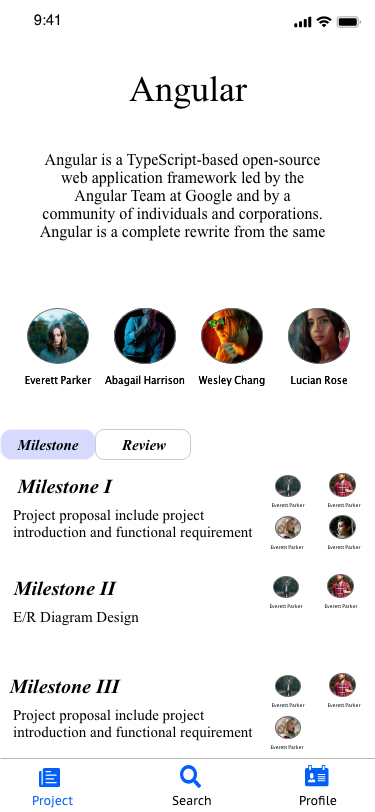 9:41
Angular
Angular is a TypeScript-based open-source
web application framework led by the
Angular Team at Google and by a
community of individuals and corporations.
Angular is a complete rewrite from the same
Everett Parker Abagail Harrison Wesley Chang Lucian Rose
Milestone Review
Milestone I
Project proposal include project
introduction and functional requirement
Everett Parker Everett Parker
Everett Parker Everett Parker
Milestone II
E/R Diagram Design
Everett Parker Everett Parker
Milestone III
Project proposal include project
introduction and functional requirement
Everett Parker Everett Parker
Everett Parker
Project Search Profile